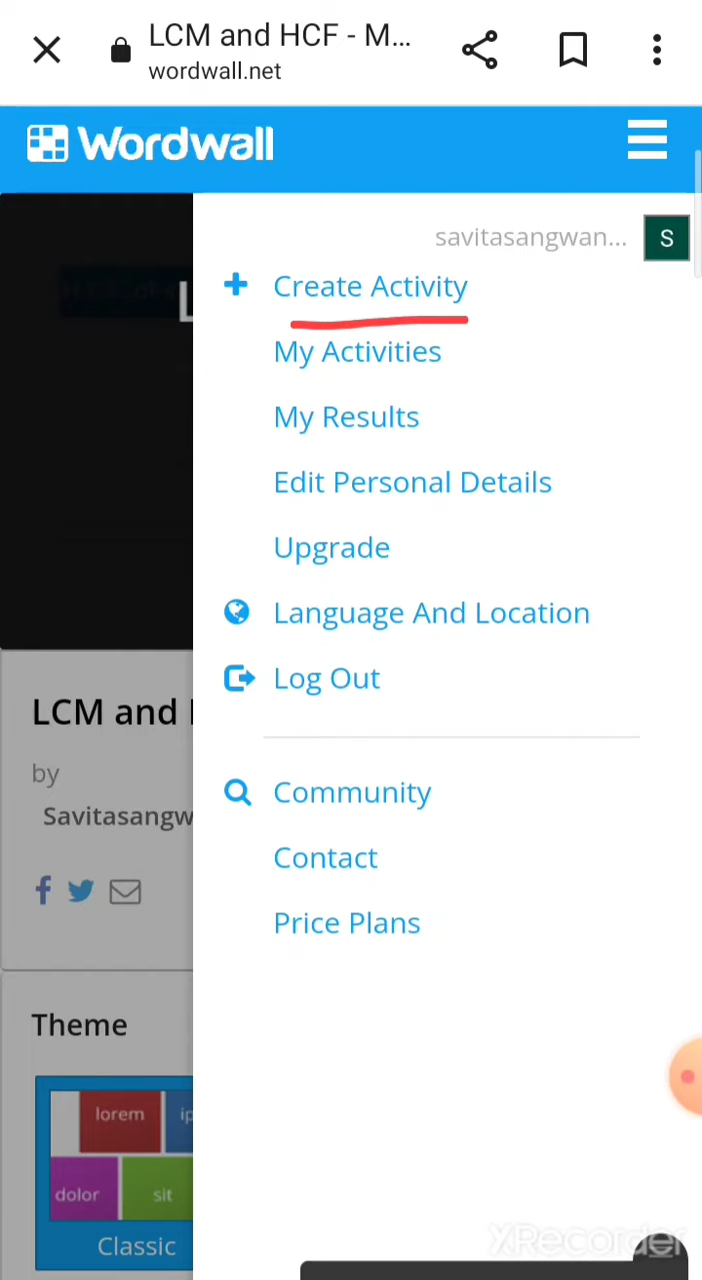 LCM and HCF - M...
wordwall.net
Wordwall
savitasangwan... S
Create Activity
My Activities
My Results
Edit Personal Details
Upgrade
Language And Location
Log Out
LCM and
by
Savitasangw
Community
Contact
Price Plans
Theme
lorem ip
dolor sit
Classic
XRecorder